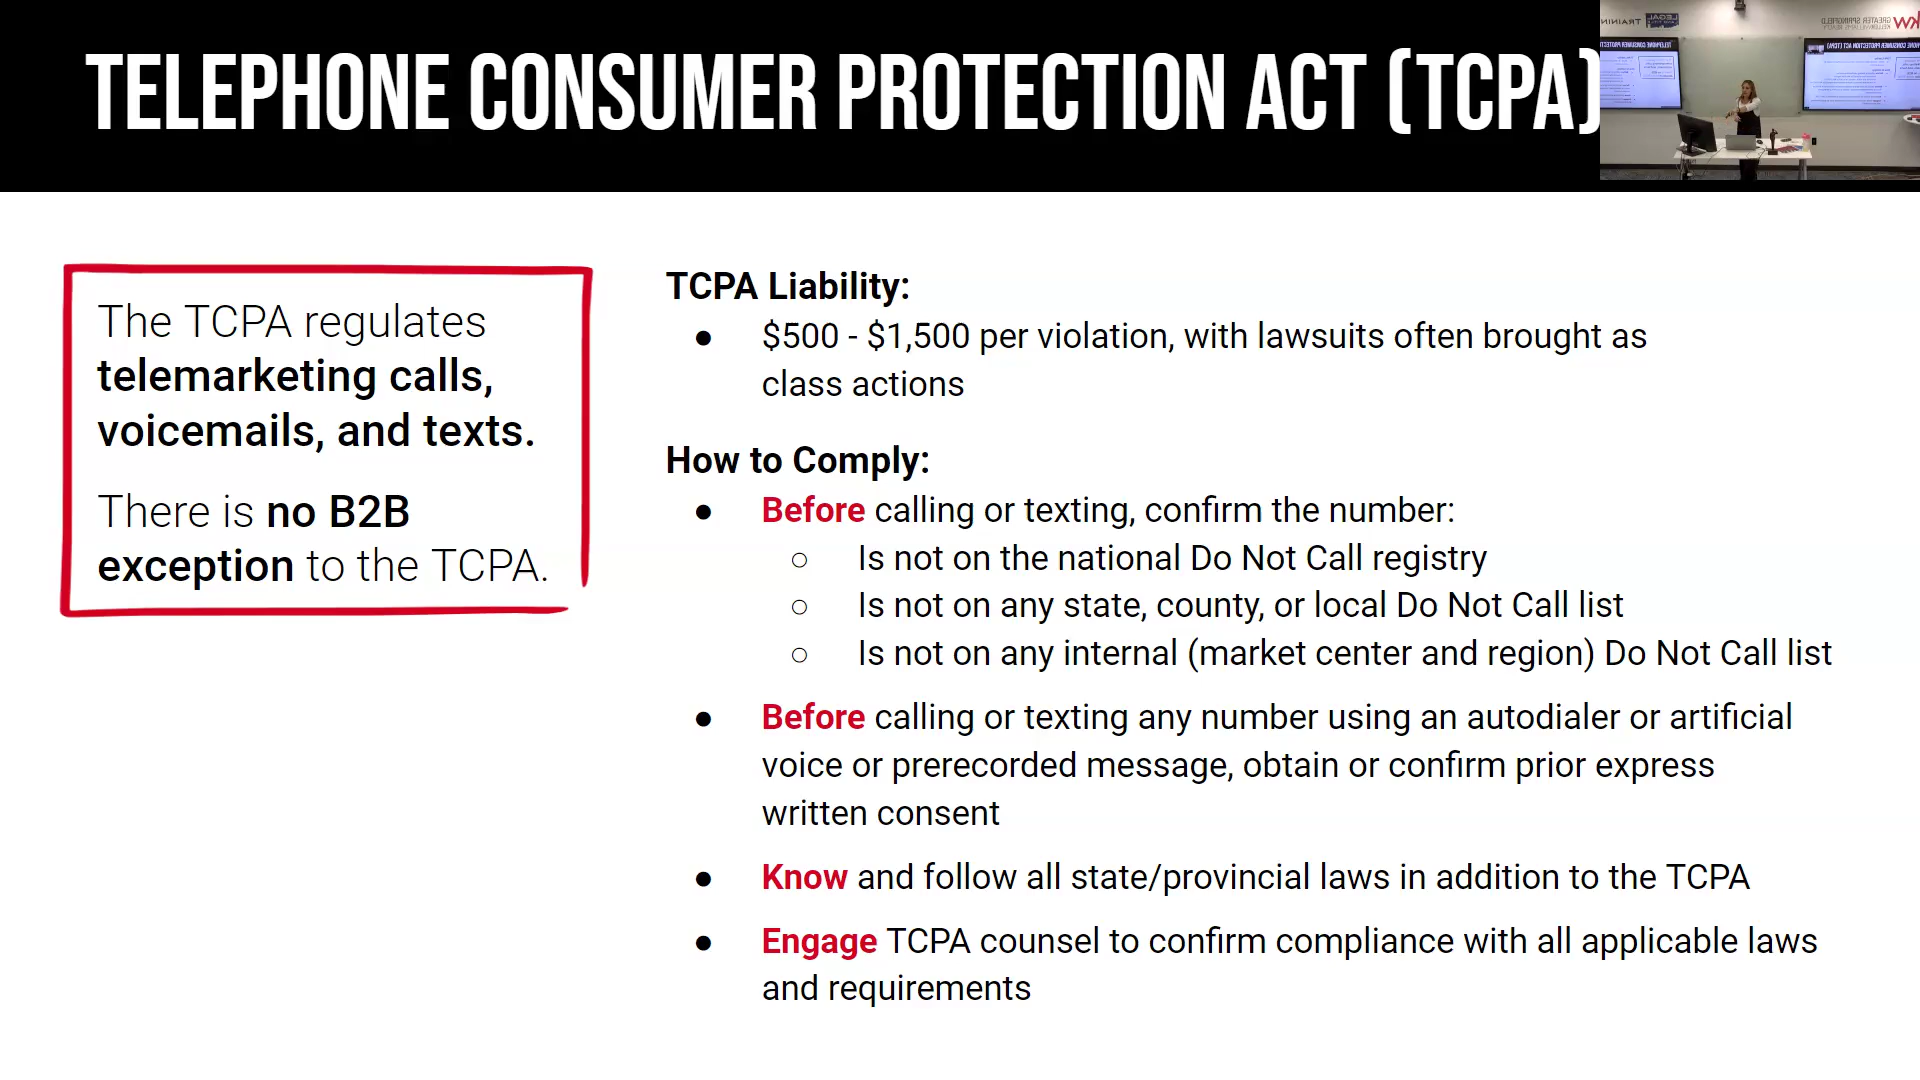 TELEPHONE CONSUMER PROTECTION ACT (TCPA)
LEGAL
TRAINING
GREATER SPRINGFIELD
kw
The TCPA regulates
telemarketing calls,
voicemails, and texts.
There is no B2B
exception to the TCPA.
TCPA Liability:
● $500 - $1,500 per violation, with lawsuits often brought as
class actions
How to Comply:
● Before calling or texting, confirm the number:
○ Is not on the national Do Not Call registry
○ Is not on any state, county, or local Do Not Call list
○ Is not on any internal (market center and region) Do Not Call list
● Before calling or texting any number using an autodialer or artificial
voice or prerecorded message, obtain or confirm prior express
written consent
● Know and follow all state/provincial laws in addition to the TCPA
● Engage TCPA counsel to confirm compliance with all applicable laws
and requirements